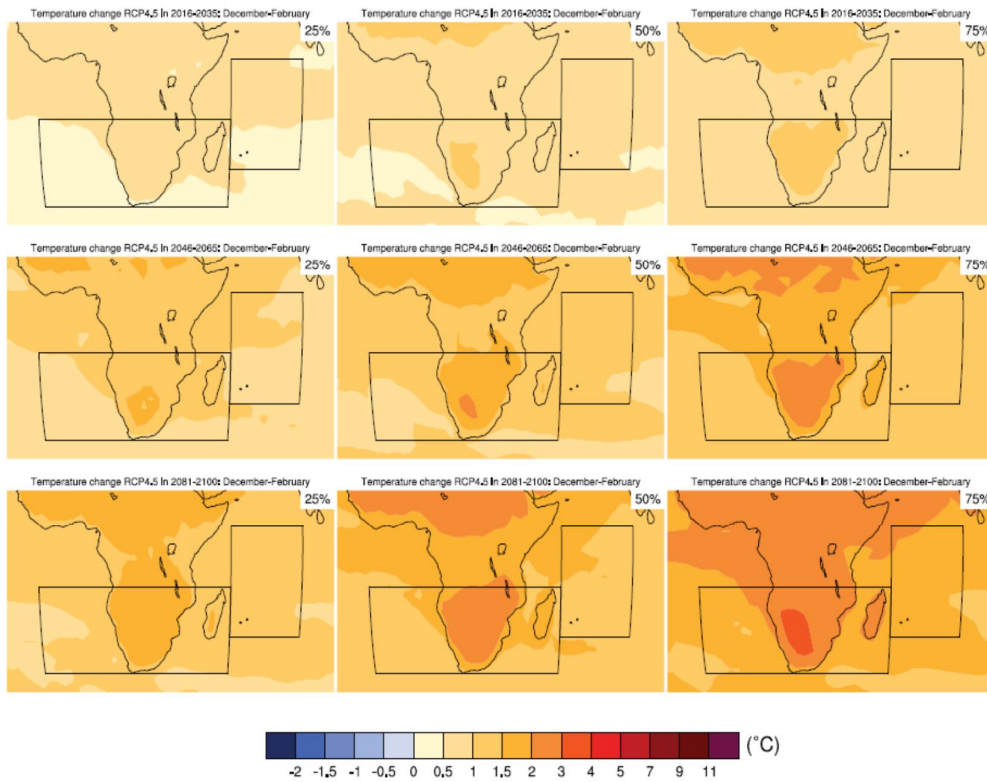 Temperature change RCP4.5 in 2016-2035: December-February
25%
Temperature change RCP4.5 in 2016-2035: December-February
50%
Temperature change RCP4.5 in 2016-2035: December-February
75%
Temperature change RCP4.5 in 2046-2065: December-February
25%
Temperature change RCP4.5 in 2046-2065: December-February
50%
Temperature change RCP4.5 in 2046-2065: December-February
75%
Temperature change RCP4.5 in 2081-2100: December-February
25%
Temperature change RCP4.5 in 2081-2100: December-February
50%
Temperature change RCP4.5 in 2081-2100: December-February
75%
(°C)
-2 -1.5 -1 -0.5 0 0.5 1 1.5 2 3 4 5 7 9 11